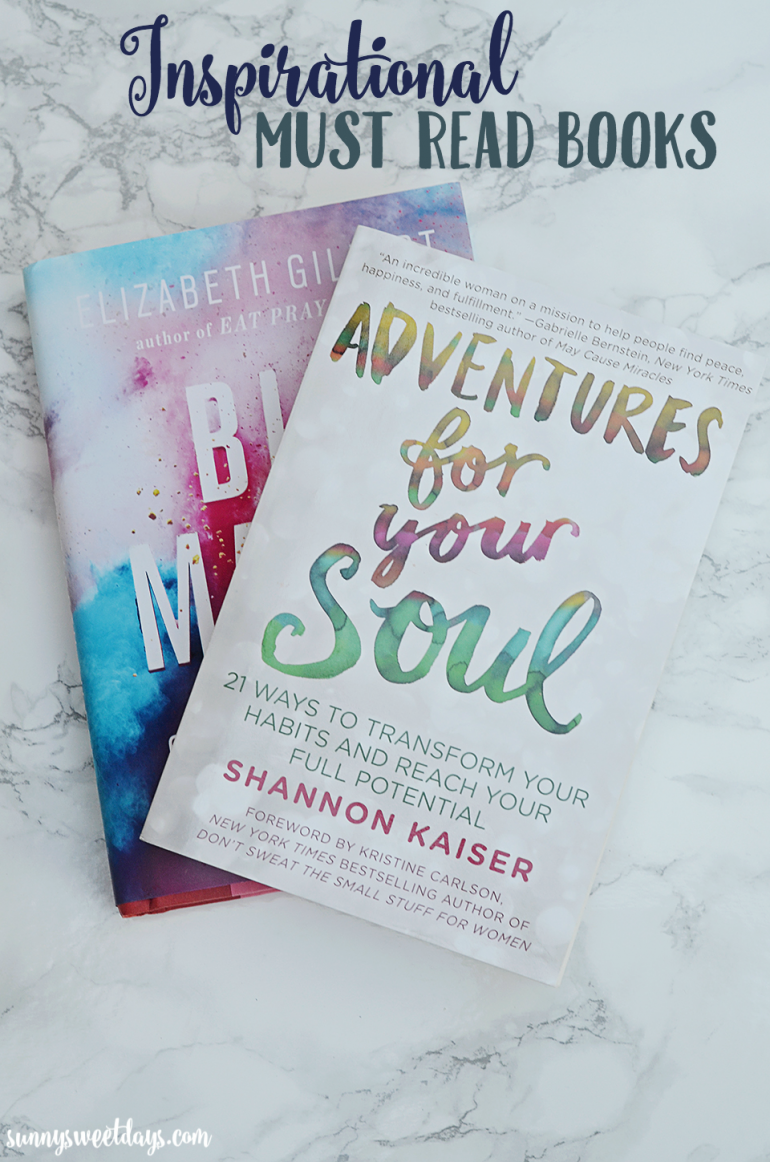 Inspirational
MUST READ BOOKS
ELIZABETH
author of EAT PRAY
"An incredible woman on a mission to help people find peace,
happiness, and fulfillment." —Gabrielle Bernstein, New York Times
bestselling author of May Cause Miracles
ADVENTURES
for
your
Soul
21 WAYS TO TRANSFORM YOUR
HABITS AND REACH YOUR
FULL POTENTIAL
SHANNON KAISER
FOREWORD BY KRISTINE CARLSON,
NEW YORK TIMES BESTSELLING AUTHOR OF
DON'T SWEAT THE SMALL STUFF FOR WOMEN
sunnysweetdays.com